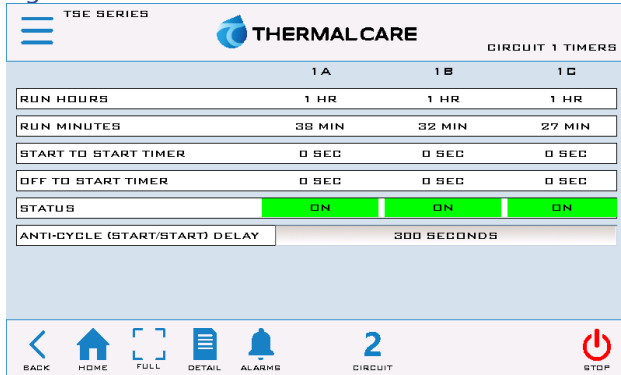 TSE SERIES
THERMALCARE
CIRCUIT 1 TIMERS
1A 1B 1C
RUN HOURS 1 HR 1 HR 1 HR
RUN MINUTES 38 MIN 32 MIN 27 MIN
START TO START TIMER 0 SEC 0 SEC 0 SEC
OFF TO START TIMER 0 SEC 0 SEC 0 SEC
STATUS ON ON ON
ANTI-CYCLE (START/START) DELAY 300 SECONDS
2
BACK HOME FULL DETAIL ALARMS CIRCUIT STOP